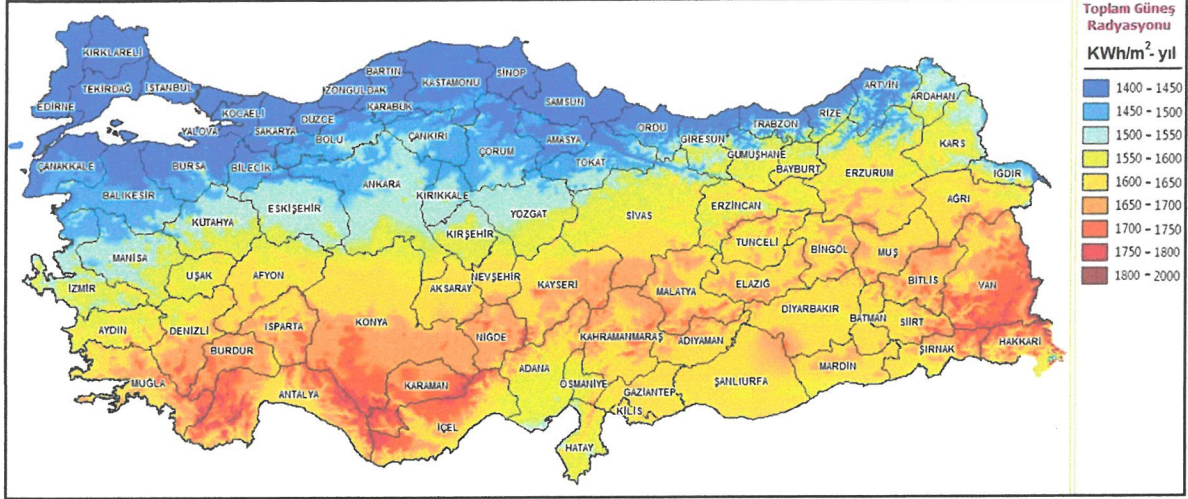 Toplam Güneş
Radyasyonu
KWh/m²- yıl
1400 - 1450
1450 - 1500
1500 - 1550
1550 - 1600
1600 - 1650
1650 - 1700
1700 - 1750
1750 - 1800
1800 - 2000
KIRKLARELİ
TEKİRDAĞ
İSTANBUL
EDİRNE
KOCAELİ
YALOVA
SAKARYA
DÜZCE
ZONGULDAK
BARTIN
KARABÜK
KASTAMONU
SİNOP
SAMSUN
BOLU
ÇANKIRI
ÇORUM
AMASYA
TOKAT
ORDU
GİRESUN
TRABZON
RİZE
ARTVİN
ARDAHAN
KARS
IĞDIR
GÜMÜŞHANE
BAYBURT
ERZURUM
AĞRI
ÇANAKKALE
BALIKESİR
BURSA
BİLECİK
ESKİŞEHİR
ANKARA
KIRIKKALE
YOZGAT
SİVAS
ERZİNCAN
KÜTAHYA
KIRŞEHİR
MANİSA
UŞAK
AFYON
NEVŞEHİR
AKSARAY
KAYSERİ
TUNCELİ
BİNGÖL
MUŞ
BİTLİS
VAN
İZMİR
MALATYA
ELAZIĞ
DİYARBAKIR
BATMAN
SİİRT
AYDIN
DENİZLİ
ISPARTA
BURDUR
KONYA
NİĞDE
KAHRAMANMARAŞ
ADIYAMAN
ŞIRNAK
HAKKARİ
MUĞLA
ANTALYA
KARAMAN
İÇEL
ADANA
OSMANİYE
GAZİANTEP
KİLİS
ŞANLIURFA
MARDİN
HATAY